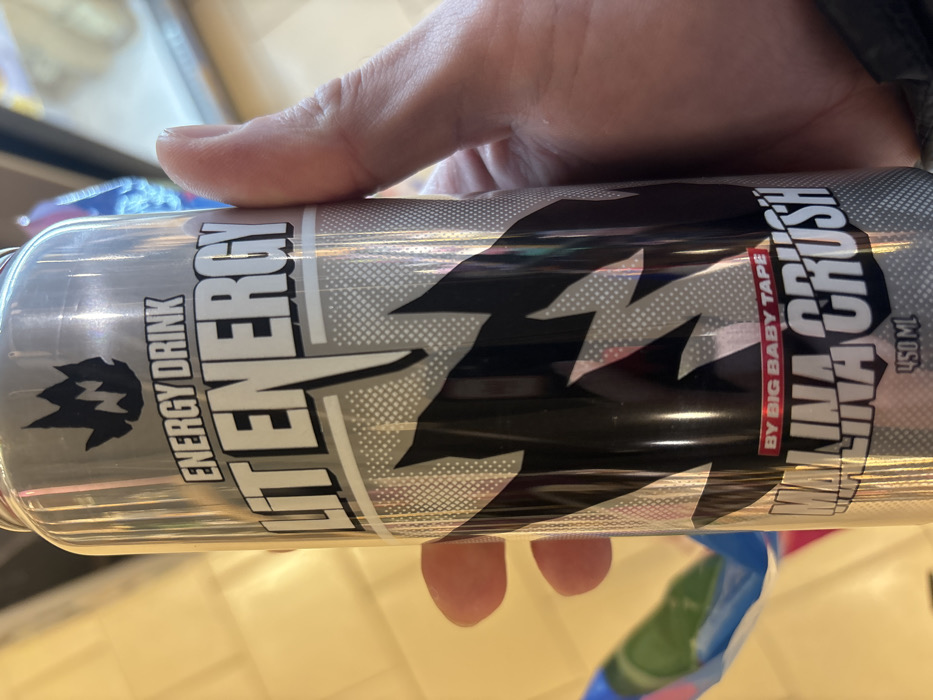 ENERGY DRINK
LIT ENERGY
BY BIG BABY TAPE
MALINA CRUSH
450 ML